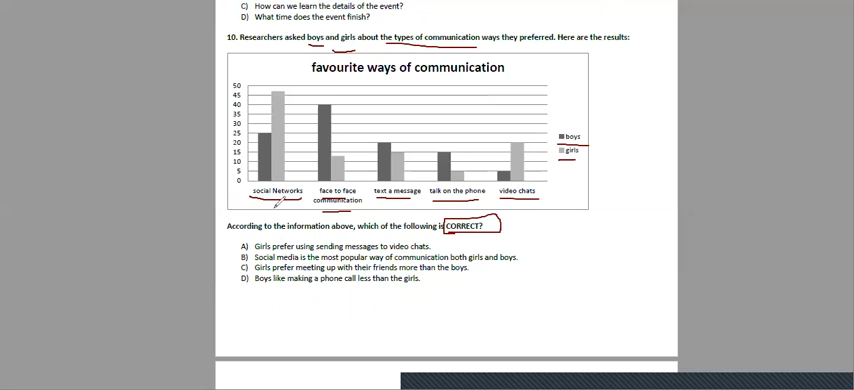 C) How can we learn the details of the event?
D) What time does the event finish?
10. Researchers asked boys and girls about the types of communication ways they preferred. Here are the results:
favourite ways of communication
50
45
40
35
30
25
20
15
10
5
0
boys
girls
social Networks face to face communication text a message talk on the phone video chats
According to the information above, which of the following is CORRECT?
A) Girls prefer using sending messages to video chats.
B) Social media is the most popular way of communication both girls and boys.
C) Girls prefer meeting up with their friends more than the boys.
D) Boys like making a phone call less than the girls.